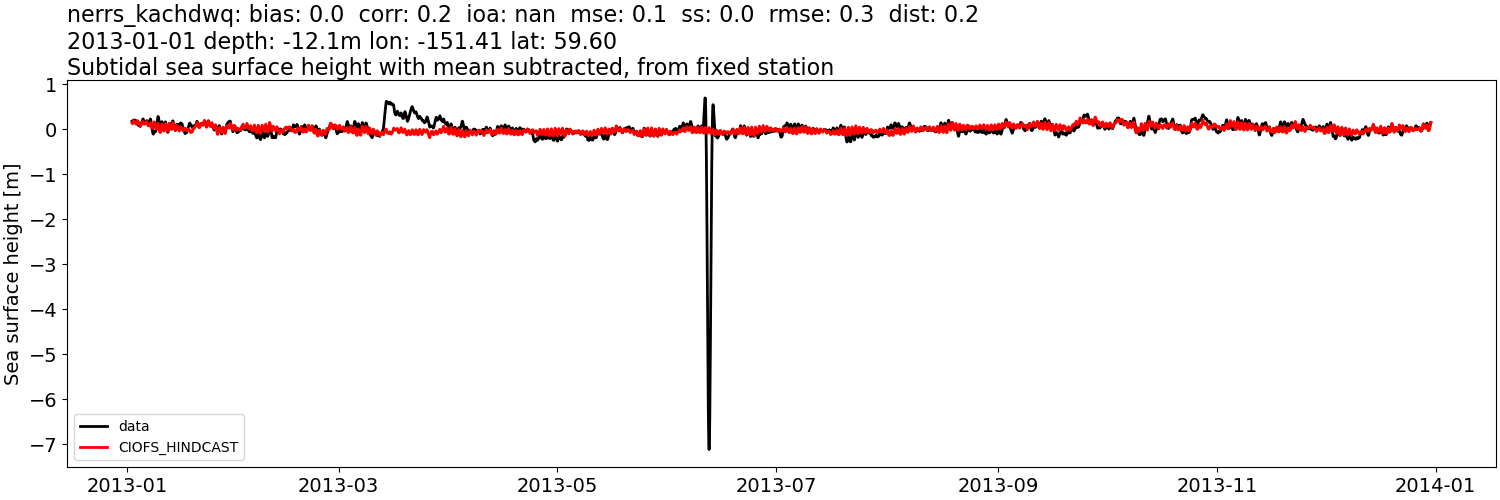 nerrs_kachdwq: bias: 0.0  corr: 0.2  ioa: nan  mse: 0.1  ss: 0.0  rmse: 0.3  dist: 0.2
2013-01-01 depth: -12.1m lon: -151.41 lat: 59.60
Subtidal sea surface height with mean subtracted, from fixed station
Sea surface height [m]
1
0
−1
−2
−3
−4
−5
−6
−7
data
CIOFS_HINDCAST
2013-01
2013-03
2013-05
2013-07
2013-09
2013-11
2014-01